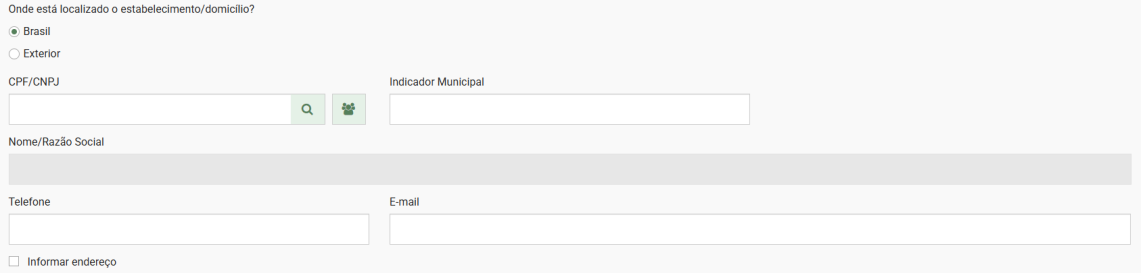 Onde está localizado o estabelecimento/domicílio?
Brasil
Exterior
CPF/CNPJ Indicador Municipal
Nome/Razão Social
Telefone E-mail
Informar endereço